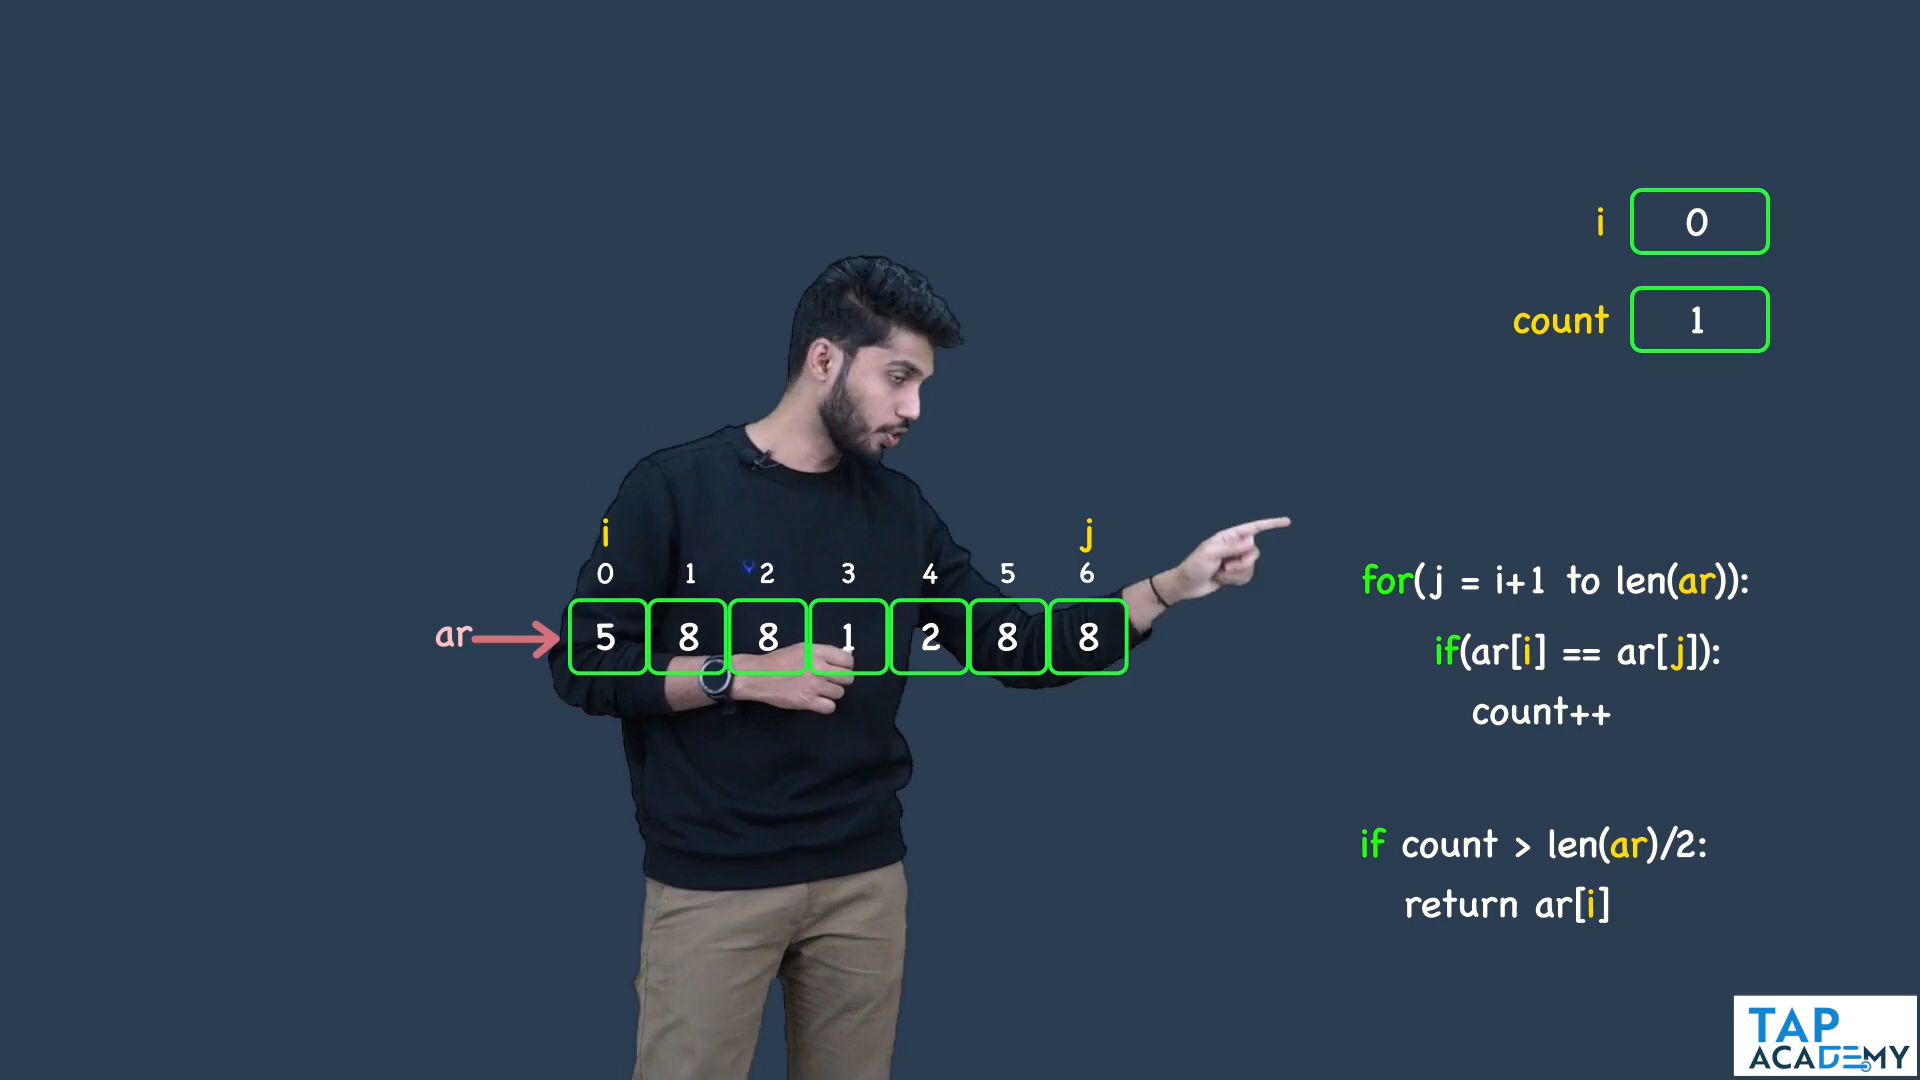 i 0
count 1
i j
0 1 2 3 4 5 6
ar 5 8 8 1 2 8 8
for(j = i+1 to len(ar)):
if(ar[i] == ar[j]):
count++
if count > len(ar)/2:
return ar[i]
TAP
ACADEMY